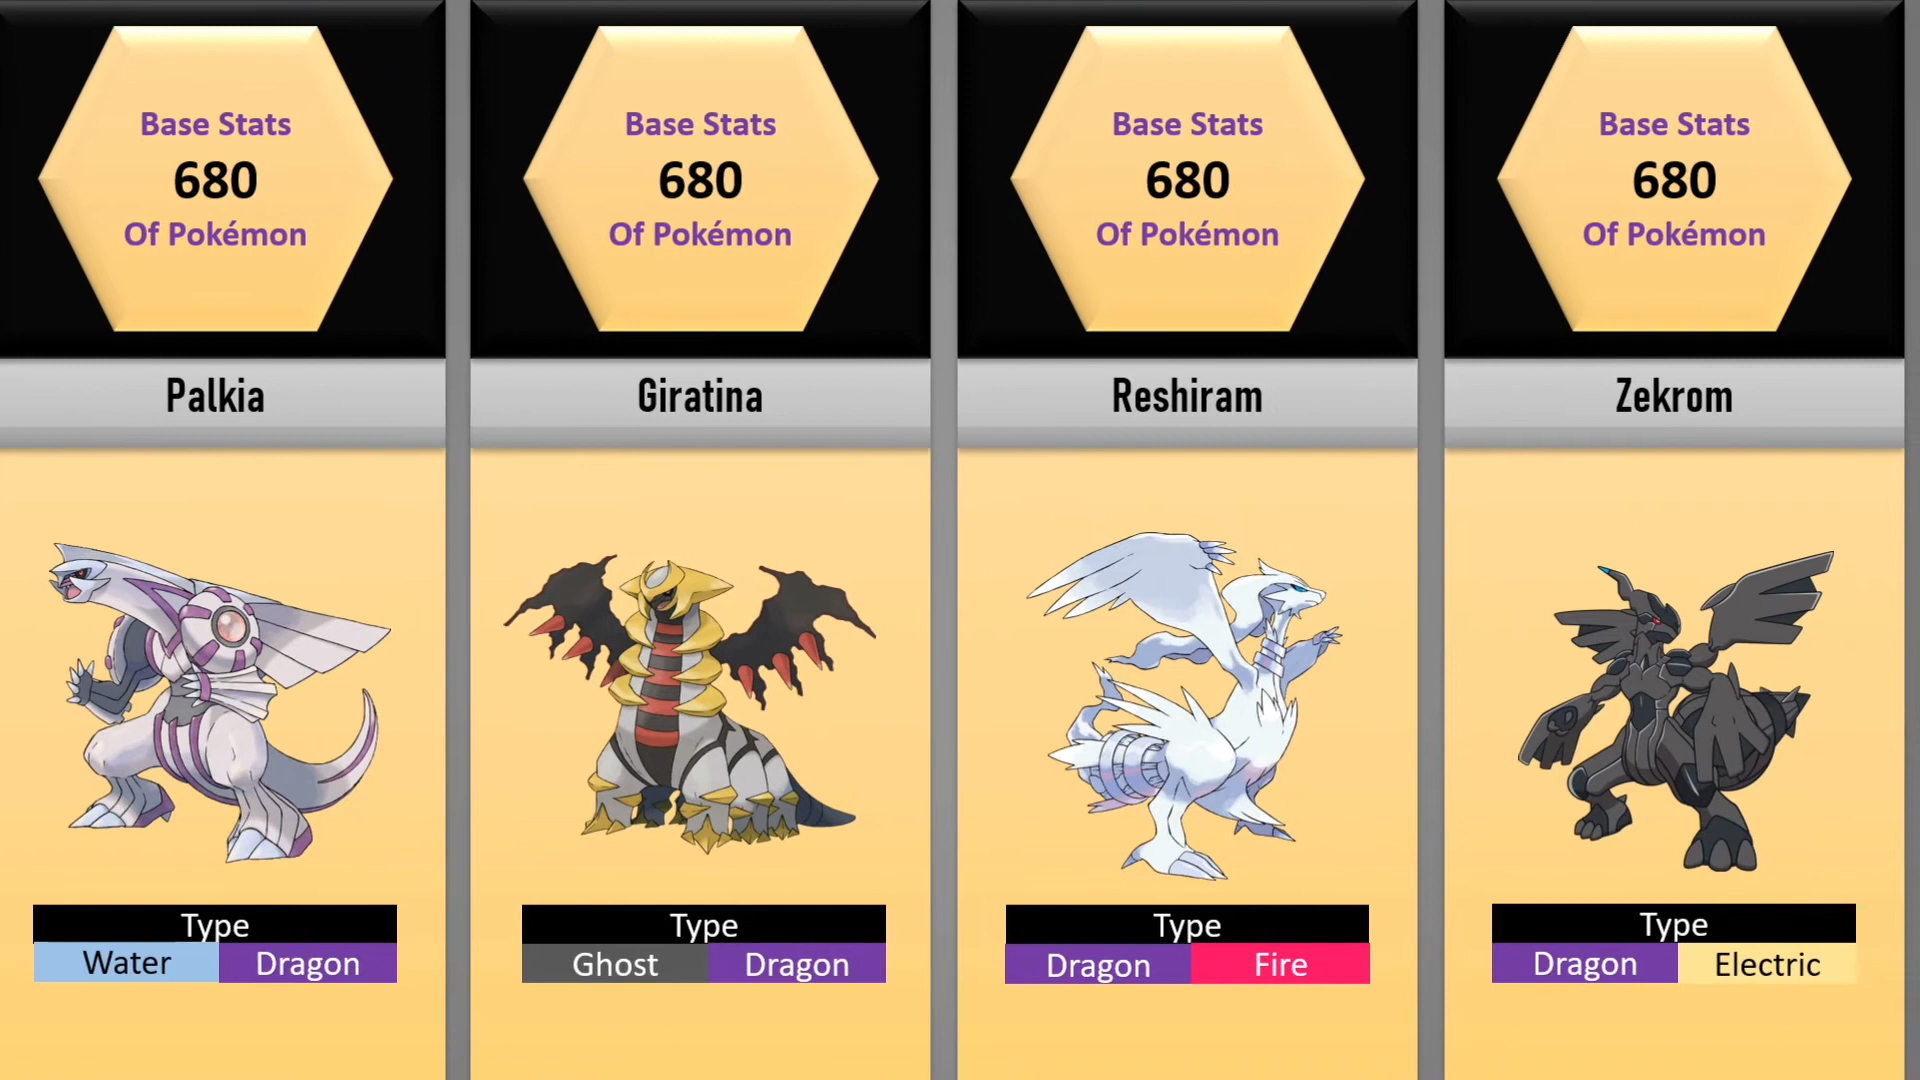 Base Stats
680
Of Pokémon
Palkia
Type
Water Dragon
Base Stats
680
Of Pokémon
Giratina
Type
Ghost Dragon
Base Stats
680
Of Pokémon
Reshiram
Type
Dragon Fire
Base Stats
680
Of Pokémon
Zekrom
Type
Dragon Electric